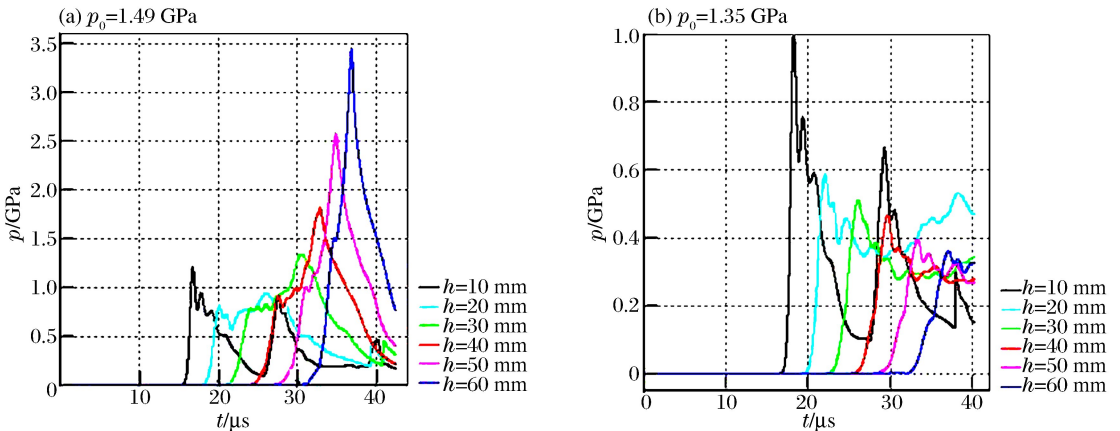 (a) p₀=1.49 GPa
3.5
3.0
2.5
2.0
1.5
1.0
0.5
0
p/GPa
10
20
30
40
t/μs
h=10 mm
h=20 mm
h=30 mm
h=40 mm
h=50 mm
h=60 mm
(b) p₀=1.35 GPa
1.0
0.8
0.6
0.4
0.2
0
p/GPa
0
10
20
30
40
t/μs
h=10 mm
h=20 mm
h=30 mm
h=40 mm
h=50 mm
h=60 mm